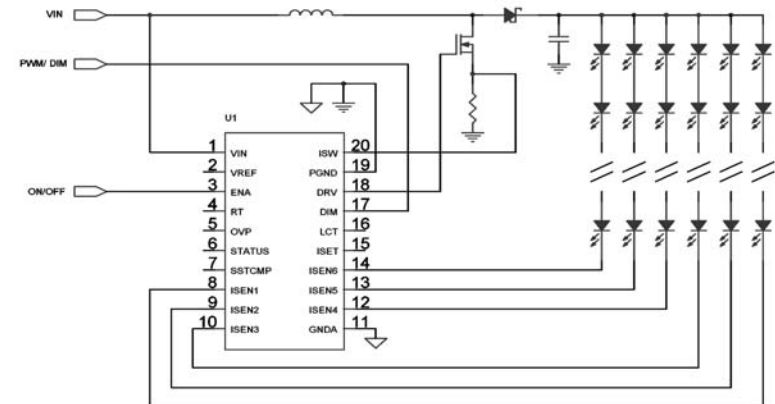 VIN
PWM/ DIM
U1
1 VIN ISW 20
2 VREF PGND 19
ON/OFF
3 ENA DRV 18
4 RT DIM 17
5 OVP LCT 16
6 STATUS ISET 15
7 SSTCMP ISEN6 14
8 ISEN1 ISEN5 13
9 ISEN2 ISEN4 12
10 ISEN3 GNDA 11